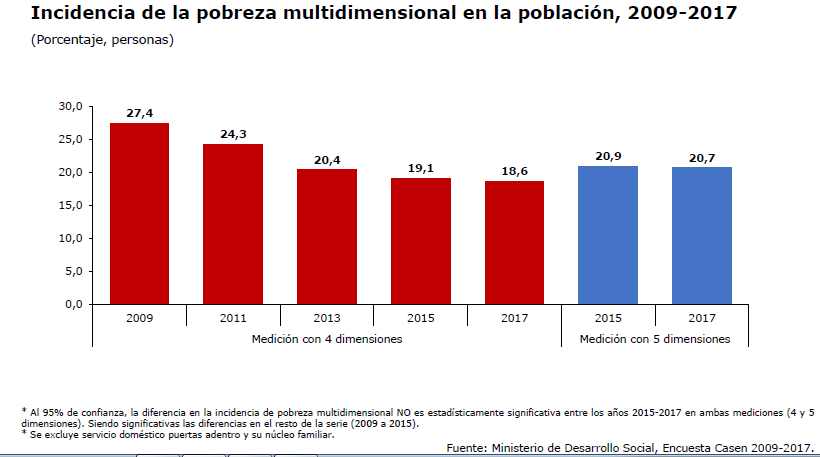 Incidencia de la pobreza multidimensional en la población, 2009-2017
(Porcentaje, personas)
30,0
25,0
20,0
15,0
10,0
5,0
0,0
27,4
24,3
20,4
19,1
18,6
20,9
20,7
2009 2011 2013 2015 2017 2015 2017
Medición con 4 dimensiones Medición con 5 dimensiones
* Al 95% de confianza, la diferencia en la incidencia de pobreza multidimensional NO es estadísticamente significativa entre los años 2015-2017 en ambas mediciones (4 y 5
dimensiones). Siendo significativas las diferencias en el resto de la serie (2009 a 2015).
* Se excluye servicio doméstico puertas adentro y su núcleo familiar.
Fuente: Ministerio de Desarrollo Social, Encuesta Casen 2009-2017.